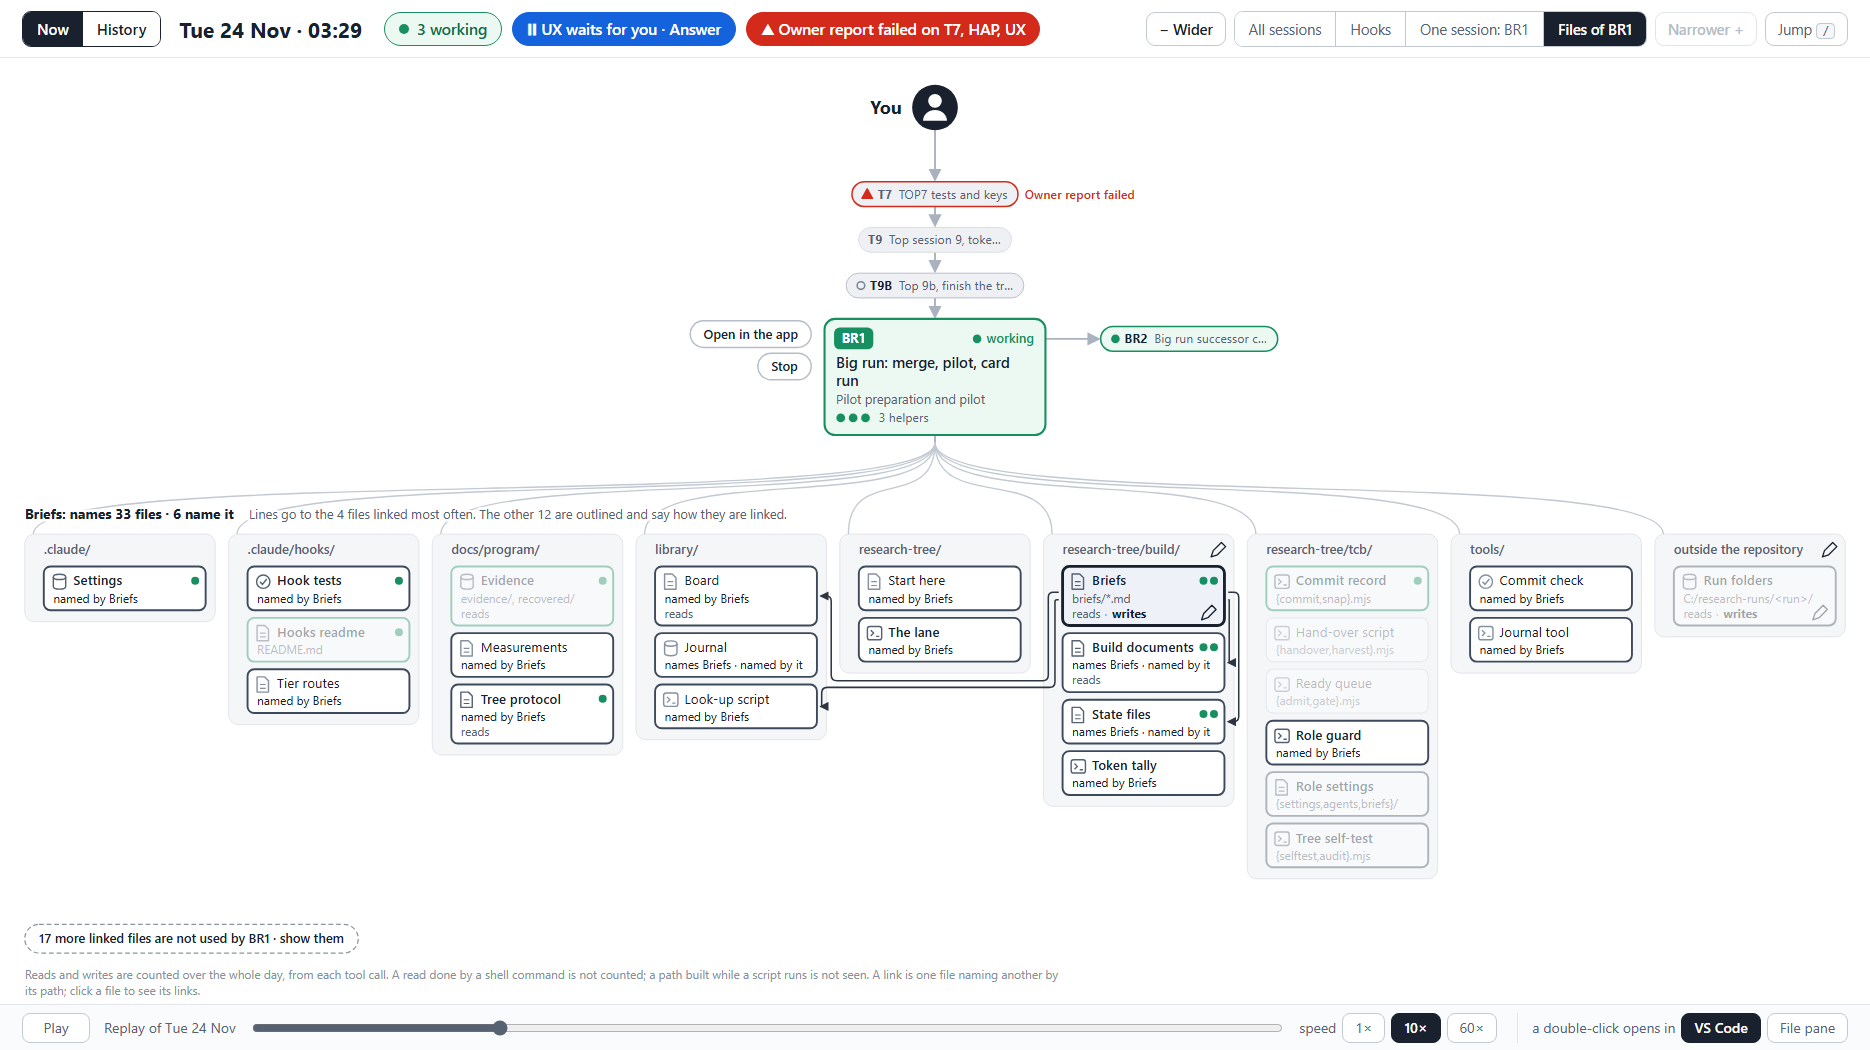 Now
History
Tue 24 Nov · 03:29
3 working
UX waits for you · Answer
Owner report failed on T7, HAP, UX
− Wider
All sessions
Hooks
One session: BR1
Files of BR1
Narrower +
Jump /
You
T7 TOP7 tests and keys
Owner report failed
T9 Top session 9, toke...
T9B Top 9b, finish the tr...
Open in the app
Stop
BR1
working
Big run: merge, pilot, card
run
Pilot preparation and pilot
3 helpers
BR2 Big run successor c...
Briefs: names 33 files · 6 name it
Lines go to the 4 files linked most often. The other 12 are outlined and say how they are linked.
.claude/
Settings
named by Briefs
.claude/hooks/
Hook tests
named by Briefs
Hooks readme
README.md
Tier routes
named by Briefs
docs/program/
Evidence
evidence/, recovered/
reads
Measurements
named by Briefs
Tree protocol
named by Briefs
reads
library/
Board
named by Briefs
reads
Journal
names Briefs · named by it
Look-up script
named by Briefs
research-tree/
Start here
named by Briefs
The lane
named by Briefs
research-tree/build/
Briefs
briefs/*.md
reads · writes
Build documents
names Briefs · named by it
reads
State files
names Briefs · named by it
Token tally
named by Briefs
research-tree/tcb/
Commit record
{commit,snap}.mjs
Hand-over script
{handover,harvest}.mjs
Ready queue
{admit,gate}.mjs
Role guard
named by Briefs
Role settings
{settings,agents,briefs}/
Tree self-test
{selftest,audit}.mjs
tools/
Commit check
named by Briefs
Journal tool
named by Briefs
outside the repository
Run folders
C:/research-runs/<run>/
reads · writes
17 more linked files are not used by BR1 · show them
Reads and writes are counted over the whole day, from each tool call. A read done by a shell command is not counted; a path built while a script runs is not seen. A link is one file naming another by
its path; click a file to see its links.
Play
Replay of Tue 24 Nov
speed
1×
10×
60×
a double-click opens in
VS Code
File pane